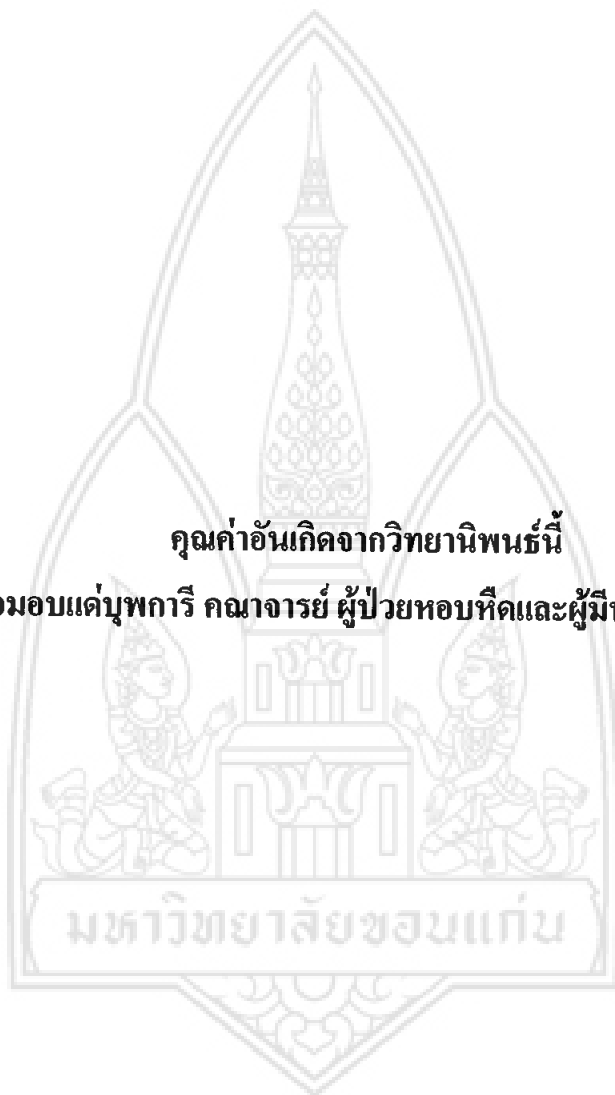 คุณค่าอันเกิดจากวิทยานิพนธ์นี้
มอบแด่บุพการี คณาจารย์ ผู้ป่วยหอบหืดและผู้มี
มหาวิทยาลัยขอนแก่น